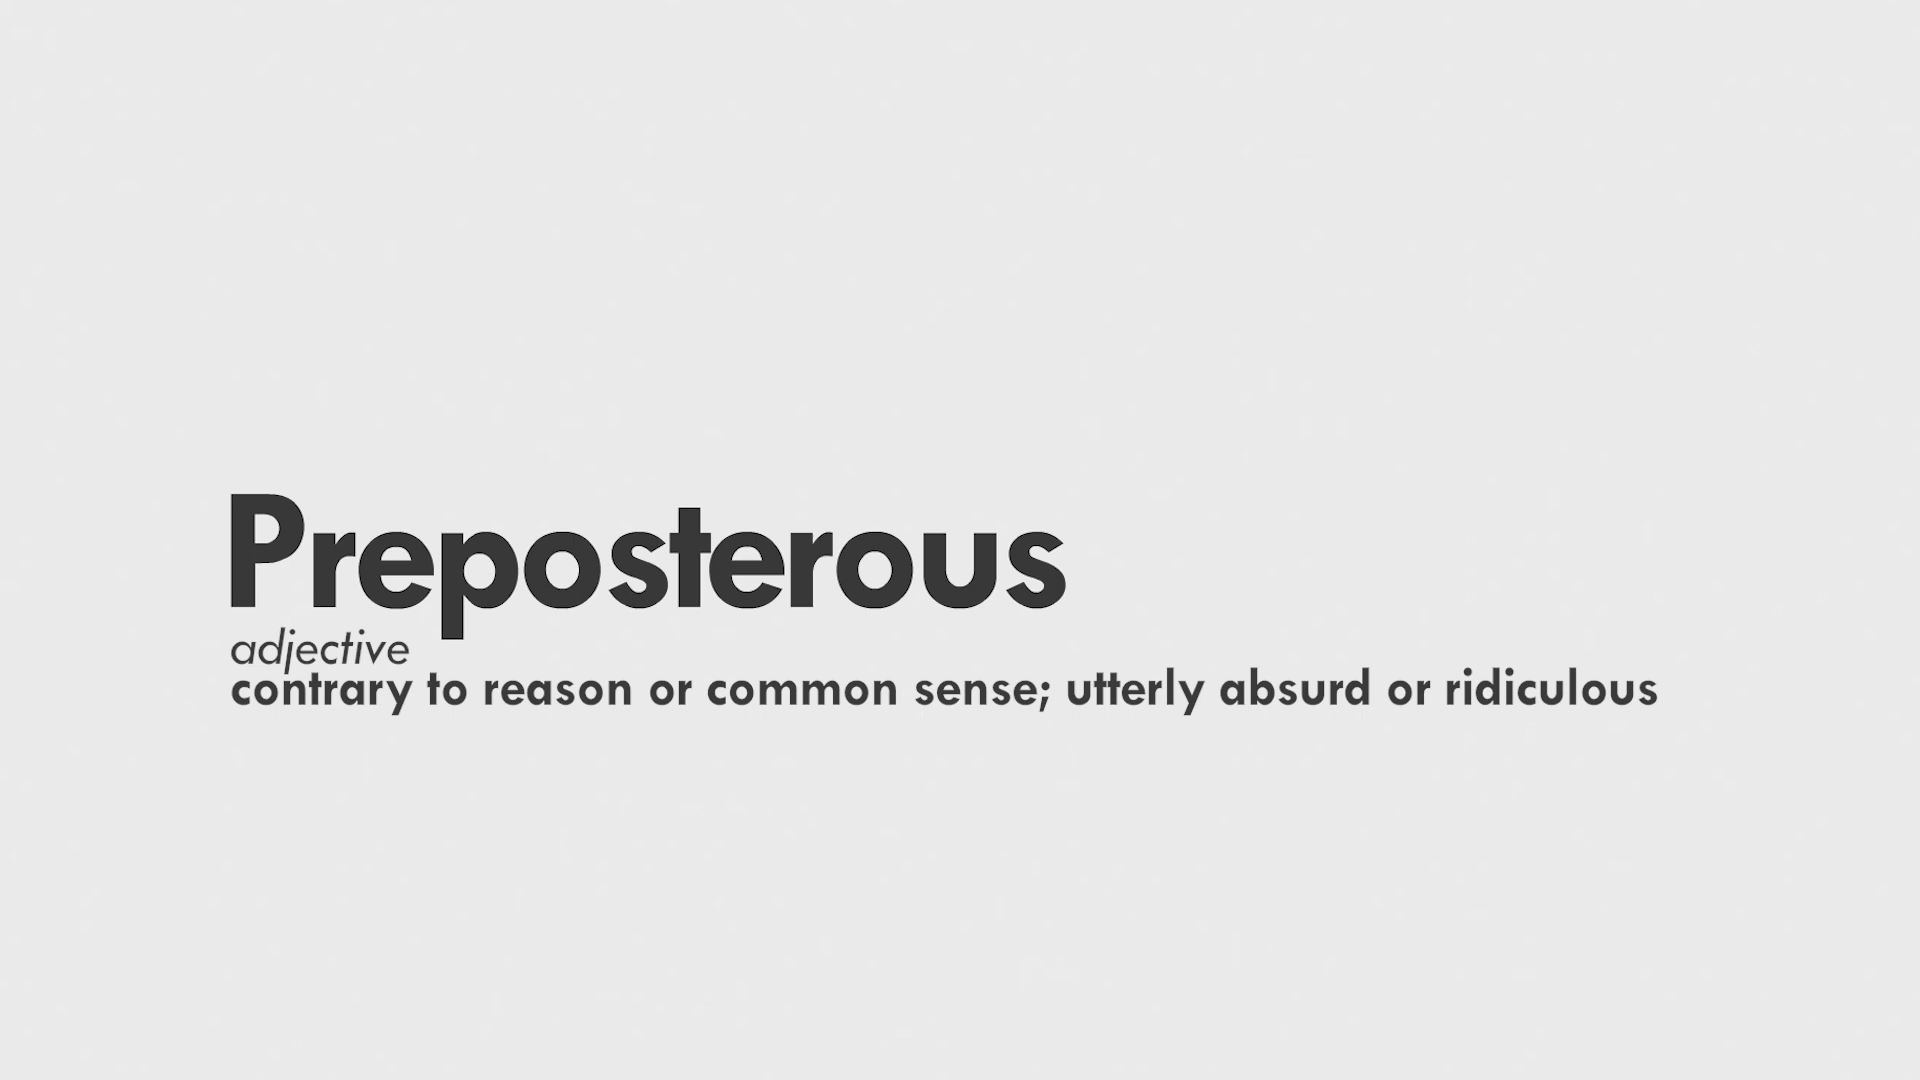 Preposterous
adjective
contrary to reason or common sense; utterly absurd or ridiculous